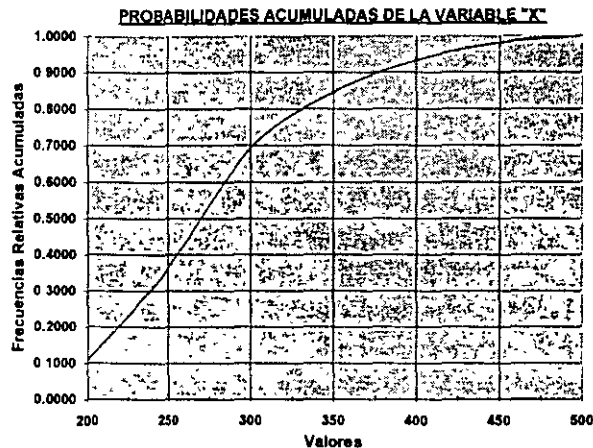 PROBABILIDADES ACUMULADAS DE LA VARIABLE "X"
Frecuencias Relativas Acumuladas
1.0000
0.9000
0.8000
0.7000
0.6000
0.5000
0.4000
0.3000
0.2000
0.1000
0.0000
200 250 300 350 400 450 500
Valores